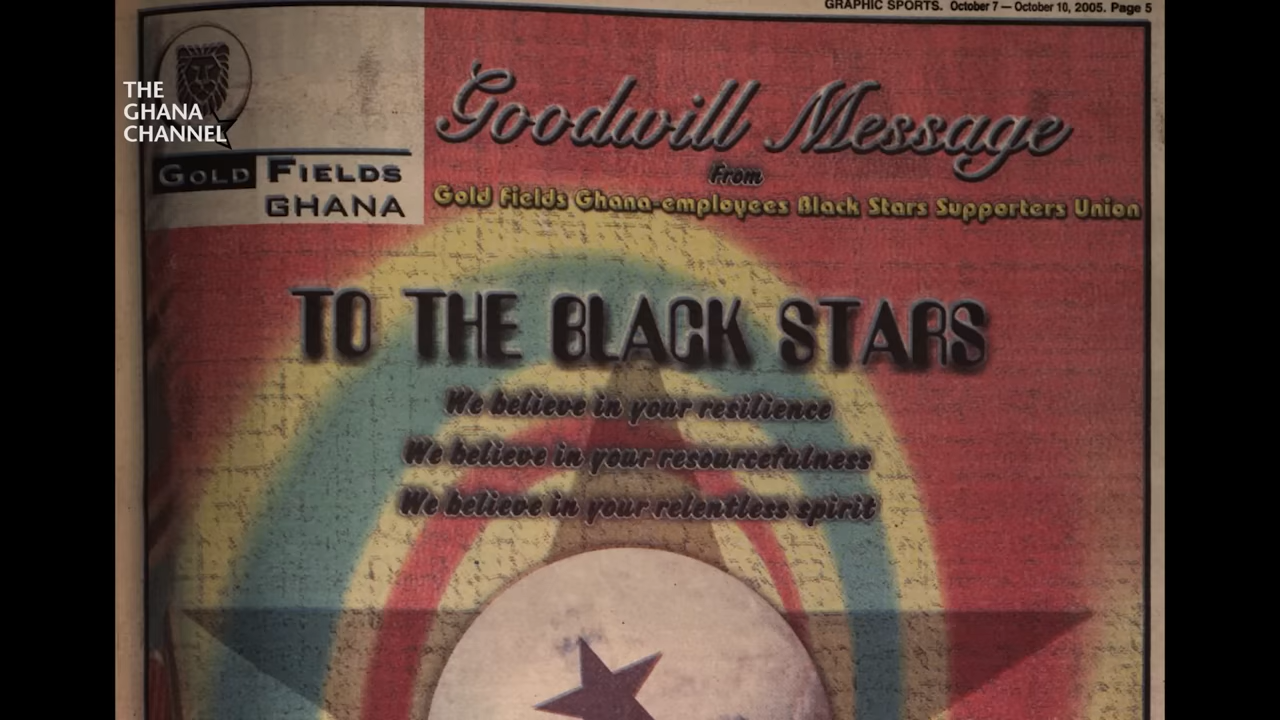 GRAPHIC SPORTS. October 7 — October 10, 2005. Page 5
THE
GHANA
CHANNEL
GOLD FIELDS
GHANA
Goodwill Message
From
Gold Fields Ghana-employees Black Stars Supporters Union
TO THE BLACK STARS
We believe in your resilience
We believe in your resourcefulness
We believe in your relentless spirit